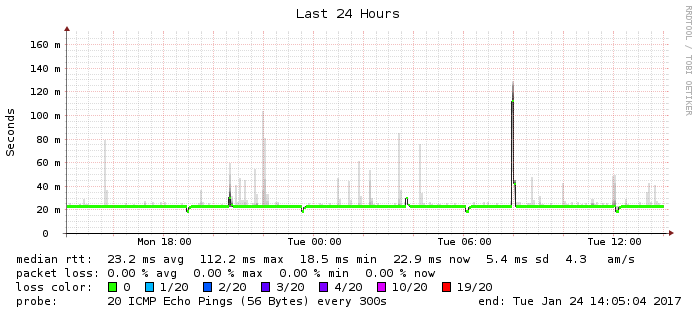 Last 24 Hours
RRDTOOL / TOBI OETIKER
Seconds
160 m
140 m
120 m
100 m
80 m
60 m
40 m
20 m
0
Mon 18:00 Tue 00:00 Tue 06:00 Tue 12:00
median rtt: 23.2 ms avg 112.2 ms max 18.5 ms min 22.9 ms now 5.4 ms sd 4.3 am/s
packet loss: 0.00 % avg 0.00 % max 0.00 % min 0.00 % now
loss color: 0 1/20 2/20 3/20 4/20 10/20 19/20
probe: 20 ICMP Echo Pings (56 Bytes) every 300s end: Tue Jan 24 14:05:04 2017